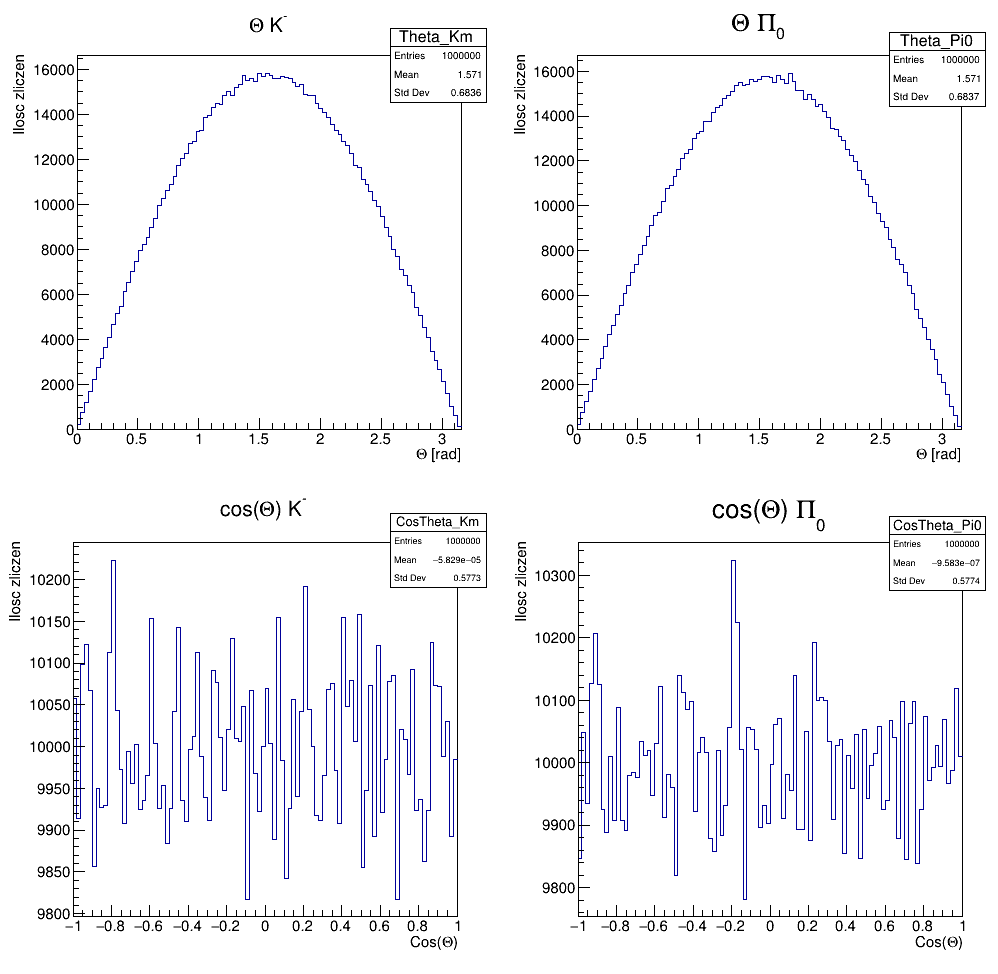 Θ K-
Theta_Km
Entries 1000000
Mean 1.571
Std Dev 0.6836
Ilosc zliczen
16000
14000
12000
10000
8000
6000
4000
2000
0
0 0.5 1 1.5 2 2.5 3
Θ [rad]
Θ Π0
Theta_Pi0
Entries 1000000
Mean 1.571
Std Dev 0.6837
Ilosc zliczen
16000
14000
12000
10000
8000
6000
4000
2000
0
0 0.5 1 1.5 2 2.5 3
Θ [rad]
cos(Θ) K-
CosTheta_Km
Entries 1000000
Mean −5.829e−05
Std Dev 0.5773
Ilosc zliczen
10200
10150
10100
10050
10000
9950
9900
9850
9800
−1 −0.8 −0.6 −0.4 −0.2 0 0.2 0.4 0.6 0.8 1
Cos(Θ)
cos(Θ) Π0
CosTheta_Pi0
Entries 1000000
Mean −9.583e−07
Std Dev 0.5774
Ilosc zliczen
10300
10200
10100
10000
9900
9800
−1 −0.8 −0.6 −0.4 −0.2 0 0.2 0.4 0.6 0.8 1
Cos(Θ)